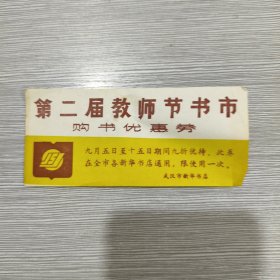 第二届教师节书市
购书优惠券
九月五日至十五日期间九折优待，此券
在全市各新华书店通用，限使用一次。
武汉市新华书店